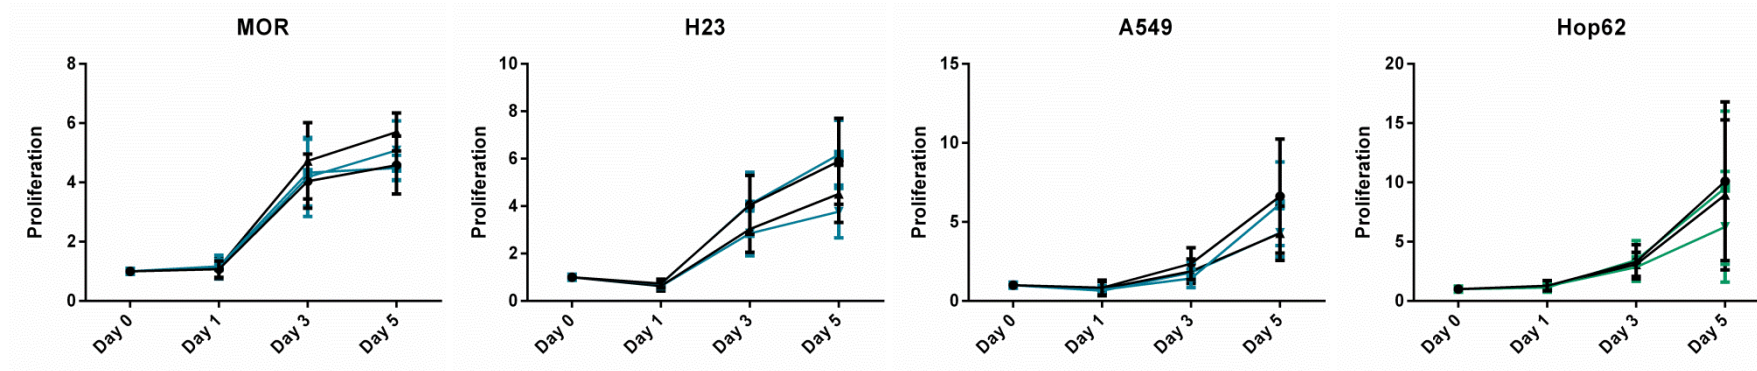 MOR
Proliferation
8
6
4
2
0
Day 0
Day 1
Day 3
Day 5
H23
Proliferation
10
8
6
4
2
0
Day 0
Day 1
Day 3
Day 5
A549
Proliferation
15
10
5
0
Day 0
Day 1
Day 3
Day 5
Hop62
Proliferation
20
15
10
5
0
Day 0
Day 1
Day 3
Day 5